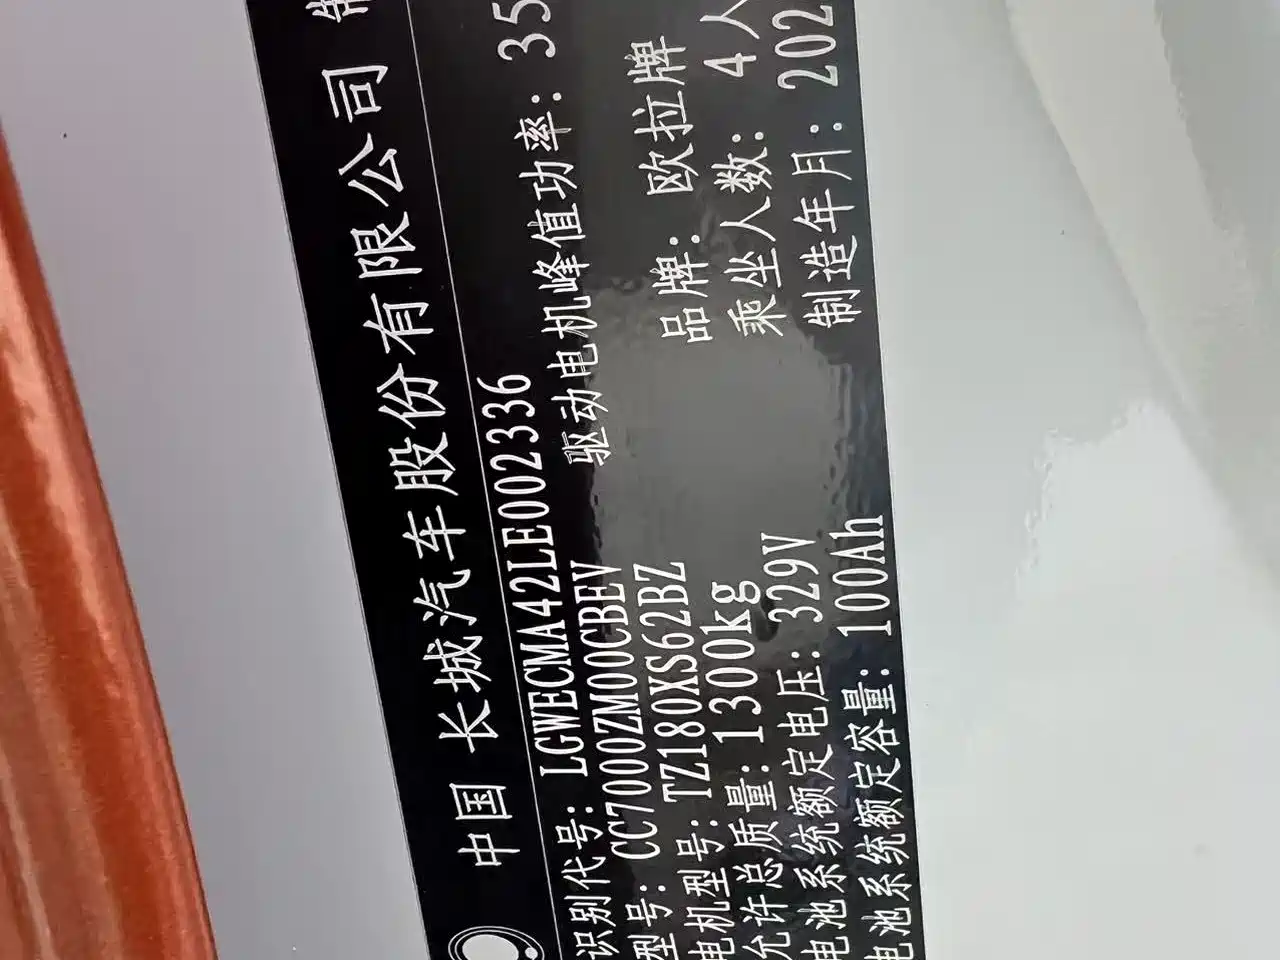 中国 长城汽车股份有限公司 制
识别代号: LGWECMA42LE002336
型号: CC7000ZM00CBEV 驱动电机峰值功率: 35
电机型号: TZ180XS62BZ 品牌: 欧拉牌
允许总质量: 1300kg 乘坐人数: 4人
电池系统额定电压: 329V 制造年月: 202
电池系统额定容量: 100Ah